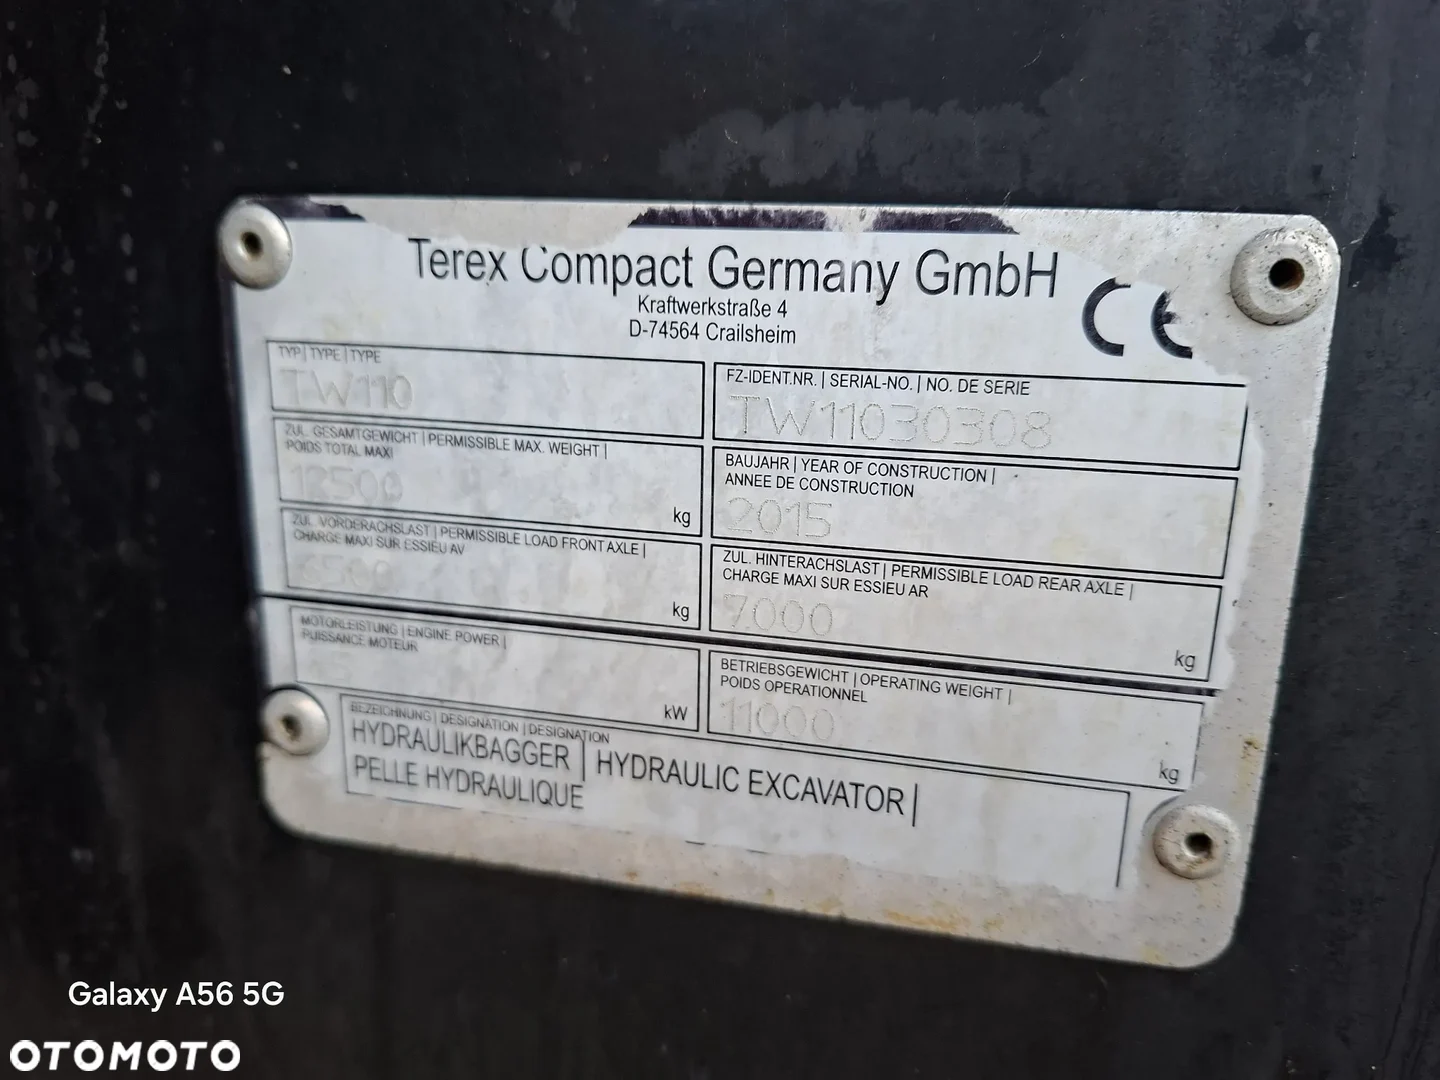 Terex Compact Germany GmbH
Kraftwerkstraße 4
D-74564 Crailsheim
CE
TYP | TYPE | TYPE
TW110
FZ-IDENT.NR. | SERIAL-NO. | NO. DE SERIE
TW11030308
ZUL. GESAMTGEWICHT | PERMISSIBLE MAX. WEIGHT |
POIDS TOTAL MAXI
12500
kg
BAUJAHR | YEAR OF CONSTRUCTION |
ANNEE DE CONSTRUCTION
2015
ZUL. VORDERACHSLAST | PERMISSIBLE LOAD FRONT AXLE |
CHARGE MAXI SUR ESSIEU AV
kg
ZUL. HINTERACHSLAST | PERMISSIBLE LOAD REAR AXLE |
CHARGE MAXI SUR ESSIEU AR
7000
kg
MOTORLEISTUNG | ENGINE POWER |
PUISSANCE MOTEUR
kW
BETRIEBSGEWICHT | OPERATING WEIGHT |
POIDS OPERATIONNEL
11000
kg
BEZEICHNUNG | DESIGNATION | DESIGNATION
HYDRAULIKBAGGER | HYDRAULIC EXCAVATOR |
PELLE HYDRAULIQUE
Galaxy A56 5G
OTOMOTO